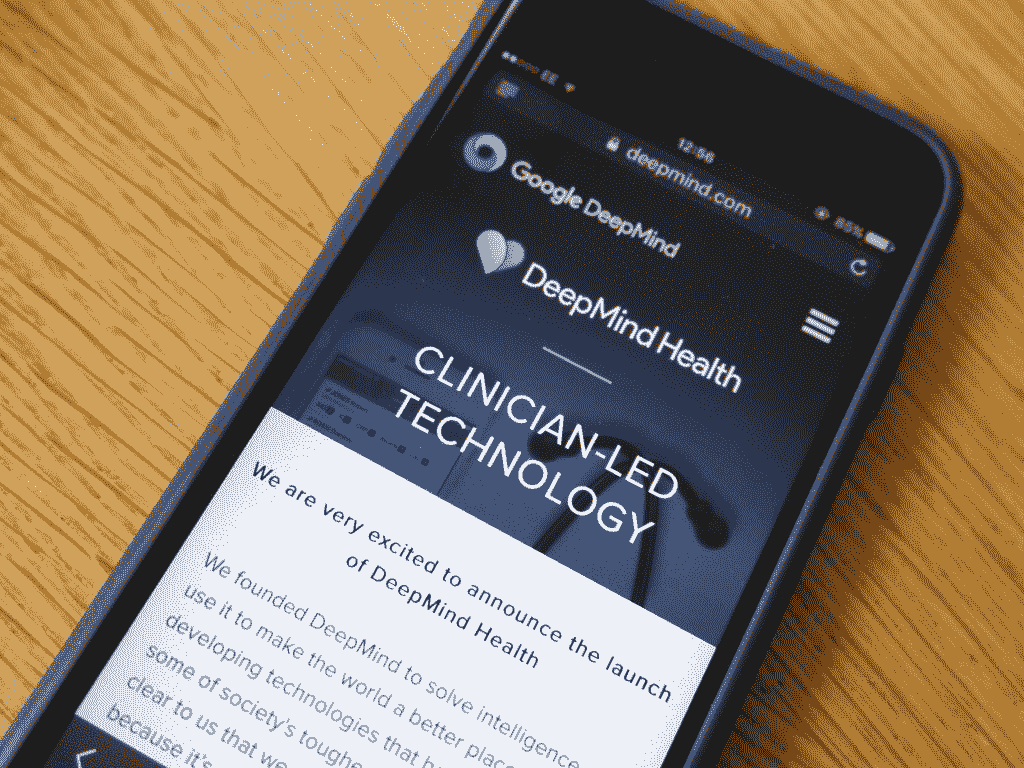 EE
12:56
deepmind.com
85%
Google DeepMind
DeepMind Health
CLINICIAN-LED
TECHNOLOGY
We are very excited to announce the launch
of DeepMind Health
We founded DeepMind to solve intelligence
use it to make the world a better place
developing technologies that
some of society's toughe
clear to us that we
because it's